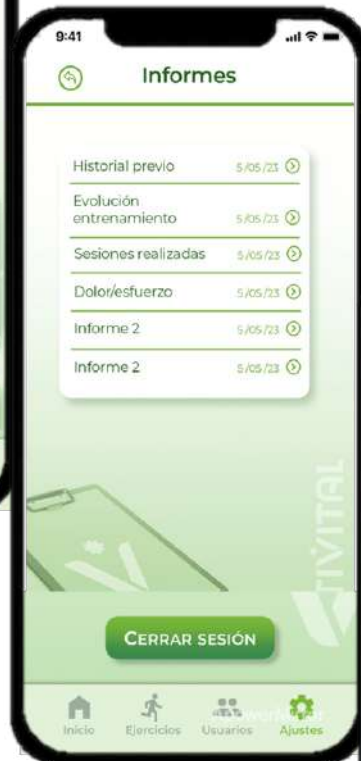 9:41
Informes
Historial previo 5/05/23
Evolución
entrenamiento 5/05/23
Sesiones realizadas 5/05/23
Dolor/esfuerzo 5/05/23
Informe 2 5/05/23
Informe 2 5/05/23
TIVITAL
CERRAR SESIÓN
Inicio Ejercicios Usuarios Ajustes